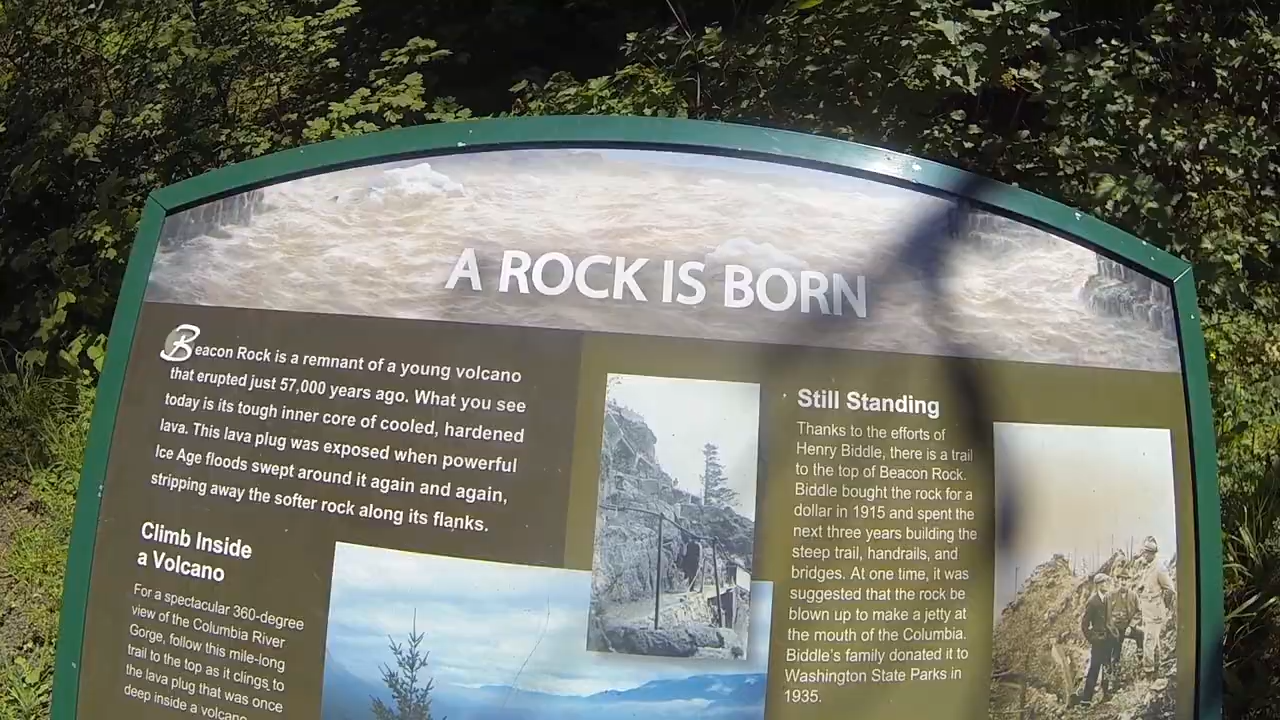 A ROCK IS BORN
Beacon Rock is a remnant of a young volcano
that erupted just 57,000 years ago. What you see
today is its tough inner core of cooled, hardened
lava. This lava plug was exposed when powerful
Ice Age floods swept around it again and again,
stripping away the softer rock along its flanks.
Climb Inside
a Volcano
For a spectacular 360-degree
view of the Columbia River
Gorge, follow this mile-long
trail to the top as it clings to
the lava plug that was once
deep inside a volcano
Still Standing
Thanks to the efforts of
Henry Biddle, there is a trail
to the top of Beacon Rock.
Biddle bought the rock for a
dollar in 1915 and spent the
next three years building the
steep trail, handrails, and
bridges. At one time, it was
suggested that the rock be
blown up to make a jetty at
the mouth of the Columbia.
Biddle's family donated it to
Washington State Parks in
1935.